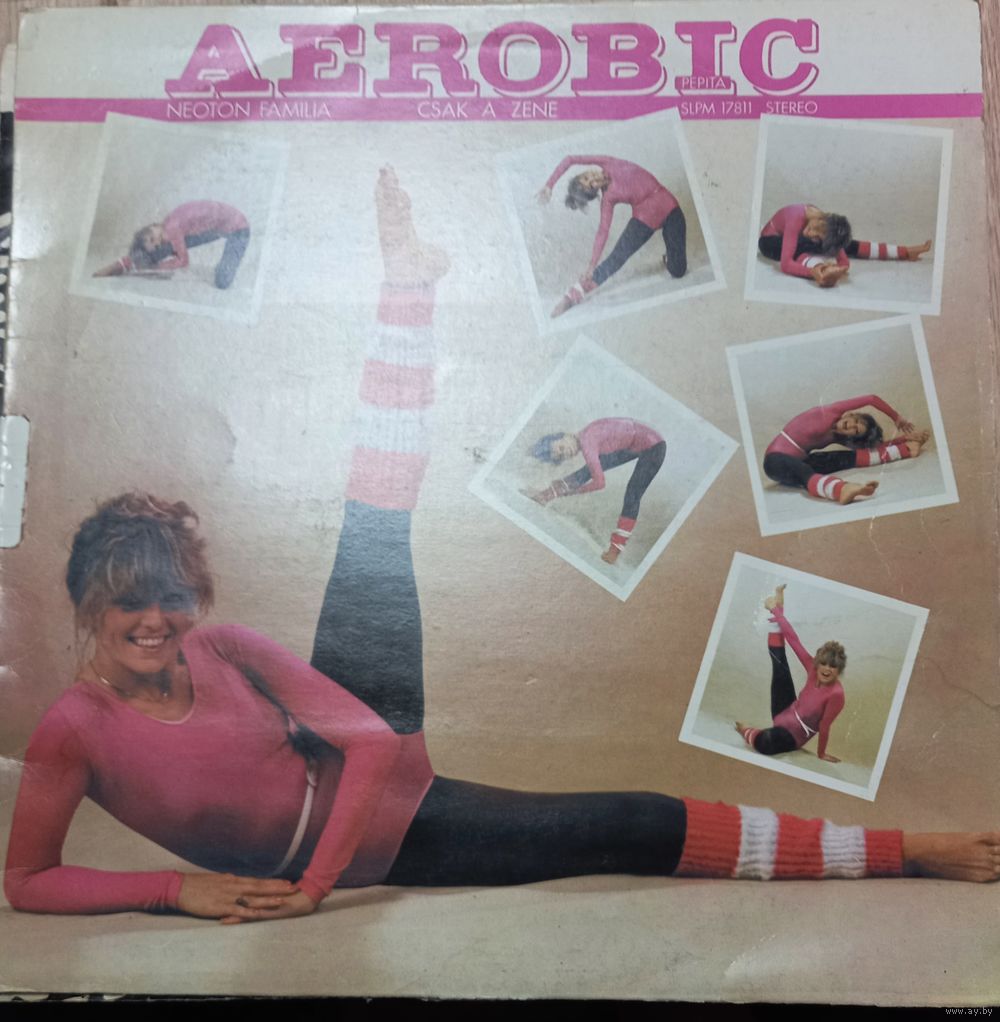 AEROBIC
PEPITA
NEOTON FAMILIA CSAK A ZENE SLPM 17811 STEREO
www.ay.by